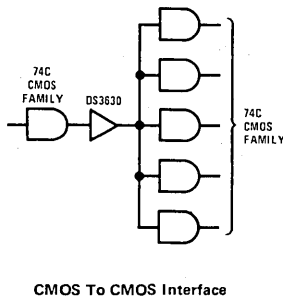 74C
CMOS
FAMILY
DS3630
74C
CMOS
FAMILY
CMOS To CMOS Interface